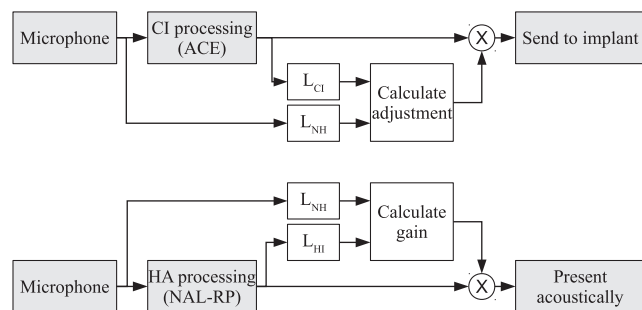 Microphone
CI processing
(ACE)
X
Send to implant
L_CI
Calculate
adjustment
L_NH
L_NH
Calculate
gain
L_HI
Microphone
HA processing
(NAL-RP)
X
Present
acoustically